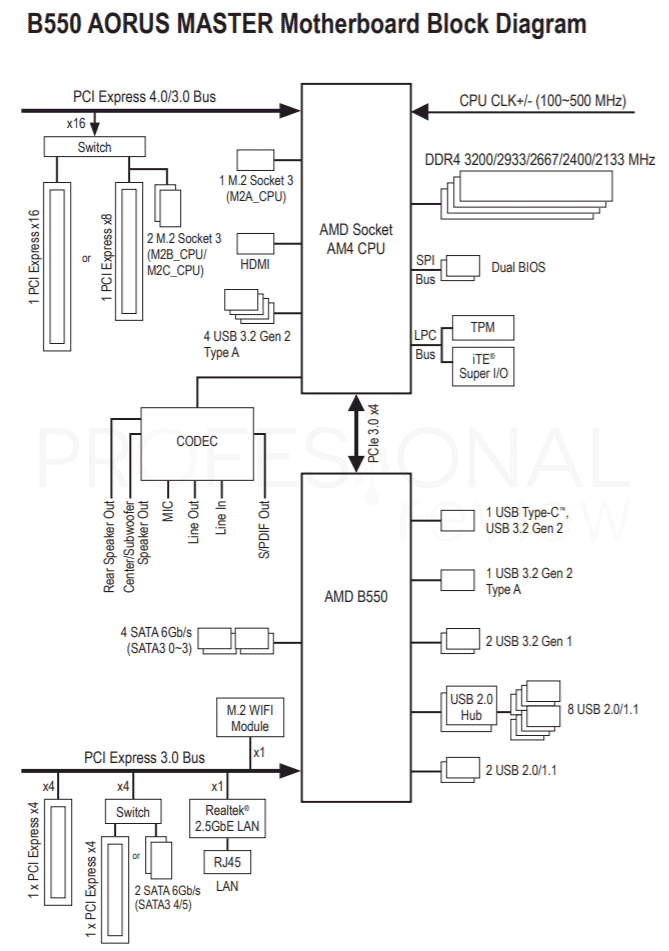 B550 AORUS MASTER Motherboard Block Diagram
PCI Express 4.0/3.0 Bus
CPU CLK+/- (100~500 MHz)
x16
Switch
1 PCI Express x16
or
1 PCI Express x8
2 M.2 Socket 3
(M2B_CPU/
M2C_CPU)
1 M.2 Socket 3
(M2A_CPU)
HDMI
4 USB 3.2 Gen 2
Type A
AMD Socket
AM4 CPU
DDR4 3200/2933/2667/2400/2133 MHz
SPI
Bus
Dual BIOS
LPC
Bus
TPM
iTE®
Super I/O
PCIe 3.0 x4
CODEC
Rear Speaker Out
Center/Subwoofer
Speaker Out
MIC
Line Out
Line In
S/PDIF Out
PROFESIONAL
review
AMD B550
1 USB Type-C™,
USB 3.2 Gen 2
1 USB 3.2 Gen 2
Type A
4 SATA 6Gb/s
(SATA3 0~3)
2 USB 3.2 Gen 1
USB 2.0
Hub
8 USB 2.0/1.1
2 USB 2.0/1.1
M.2 WIFI
Module
x1
PCI Express 3.0 Bus
x4
x4
x1
1 x PCI Express x4
Switch
1 x PCI Express x4
or
2 SATA 6Gb/s
(SATA3 4/5)
Realtek®
2.5GbE LAN
RJ45
LAN